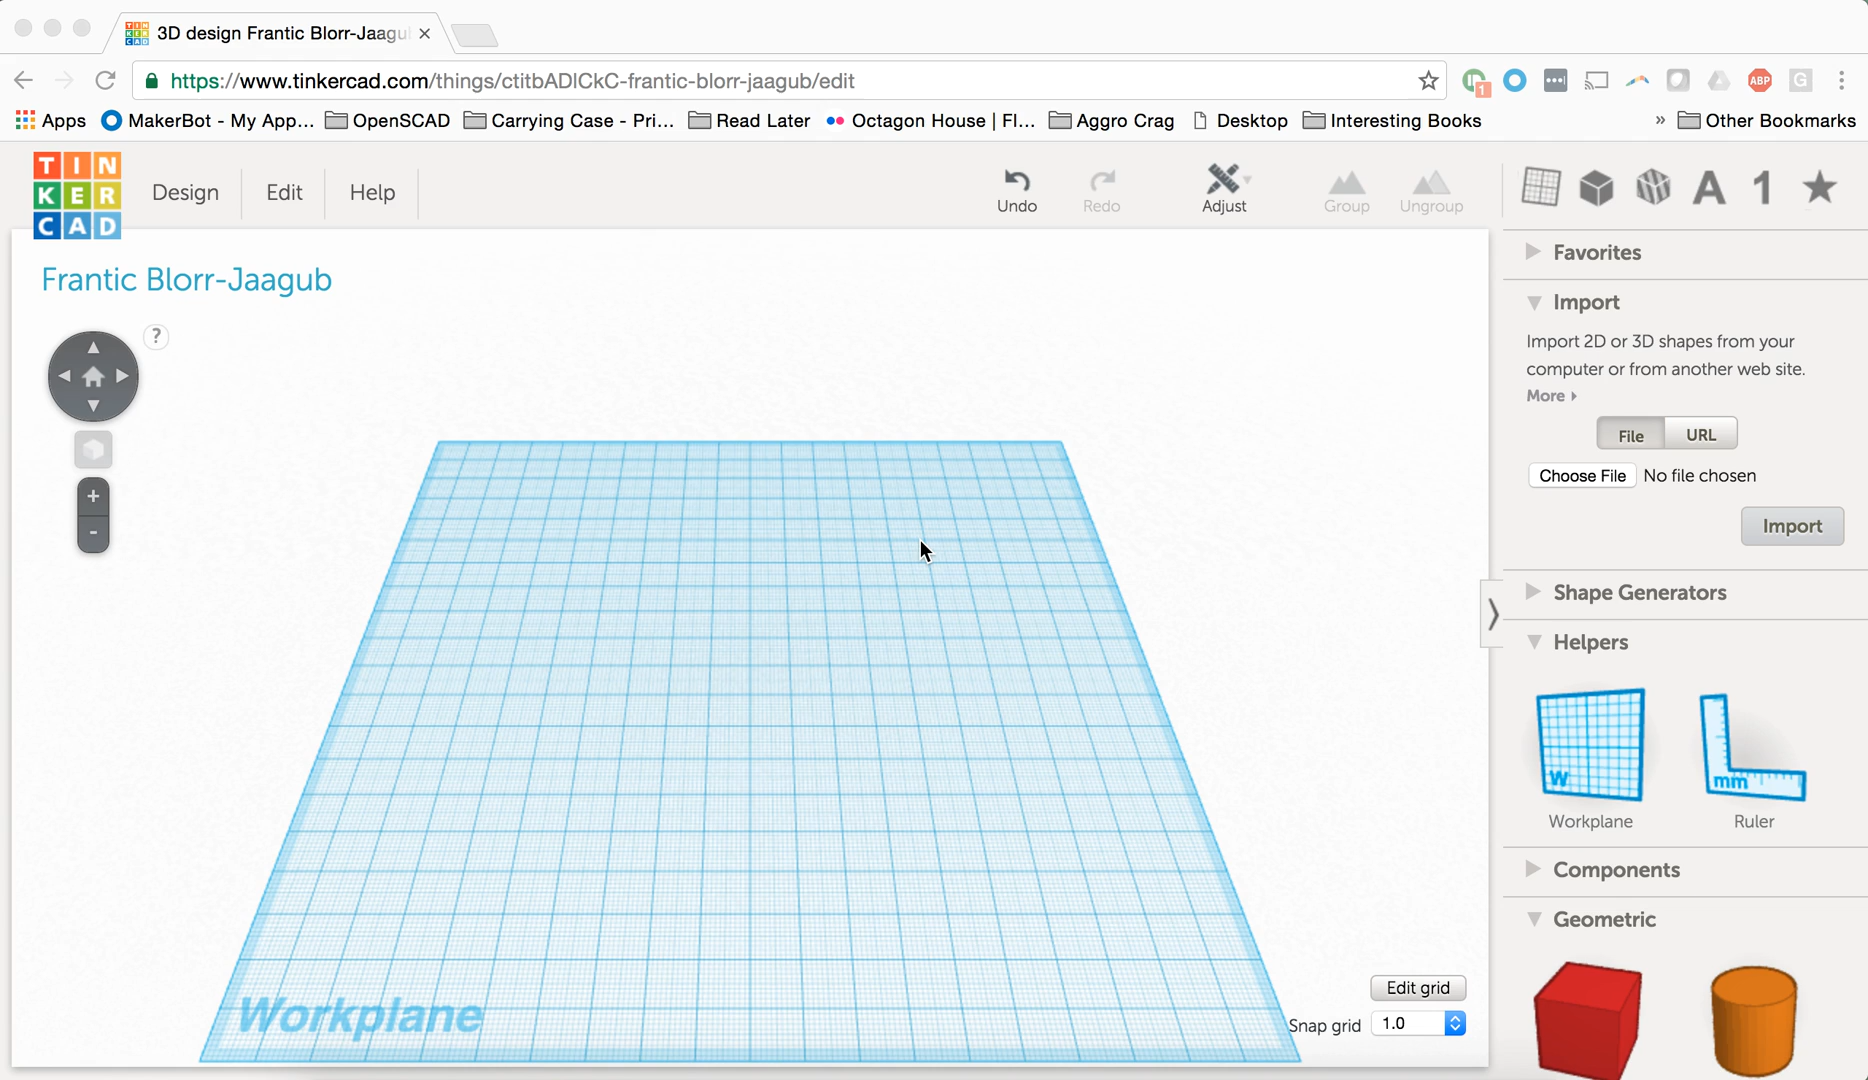 3D design Frantic Blorr-Jaagu
https://www.tinkercad.com/things/ctitbADlCkC-frantic-blorr-jaagub/edit
1
ABP
G
Apps
MakerBot - My App...
OpenSCAD
Carrying Case - Pri...
Read Later
Octagon House | Fl...
Aggro Crag
Desktop
Interesting Books
»
Other Bookmarks
TIN
KER
CAD
Design
Edit
Help
Undo
Redo
Adjust
Group
Ungroup
A
1
Frantic Blorr-Jaagub
?
+
-
Workplane
Edit grid
Snap grid
1.0
Favorites
Import
Import 2D or 3D shapes from your
computer or from another web site.
More
File
URL
Choose File
No file chosen
Import
Shape Generators
Helpers
W
mm
Workplane
Ruler
Components
Geometric